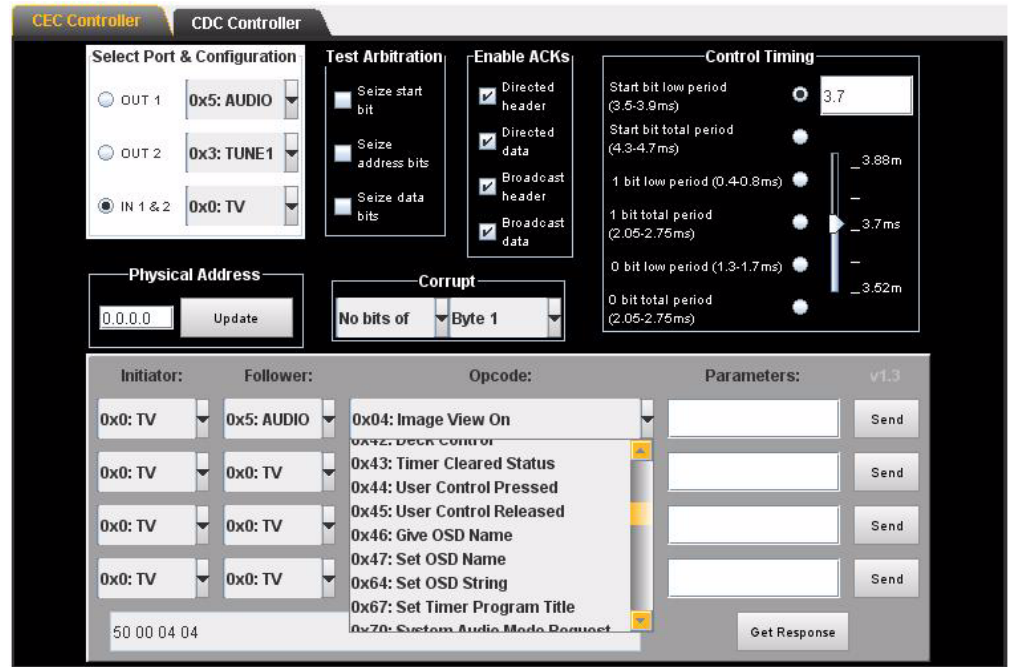 CEC Controller
CDC Controller
Select Port & Configuration
OUT 1
0x5: AUDIO
OUT 2
0x3: TUNE1
IN 1 & 2
0x0: TV
Test Arbitration
Seize start
bit
Seize
address bits
Seize data
bits
Enable ACKs
Directed
header
Directed
data
Broadcast
header
Broadcast
data
Control Timing
Start bit low period
(3.5-3.9ms)
3.7
Start bit total period
(4.3-4.7ms)
1 bit low period (0.4-0.8ms)
1 bit total period
(2.05-2.75ms)
0 bit low period (1.3-1.7ms)
0 bit total period
(2.05-2.75ms)
3.88m
3.7ms
3.52m
Physical Address
0.0.0.0
Update
Corrupt
No bits of
Byte 1
Initiator:
Follower:
Opcode:
Parameters:
v1.3
0x0: TV
0x5: AUDIO
0x04: Image View On
Send
0x42: Deck Control
0x43: Timer Cleared Status
0x44: User Control Pressed
0x45: User Control Released
0x46: Give OSD Name
0x47: Set OSD Name
0x64: Set OSD String
0x67: Set Timer Program Title
0x70: System Audio Mode Request
0x0: TV
0x0: TV
Send
0x0: TV
0x0: TV
Send
0x0: TV
0x0: TV
Send
50 00 04 04
Get Response